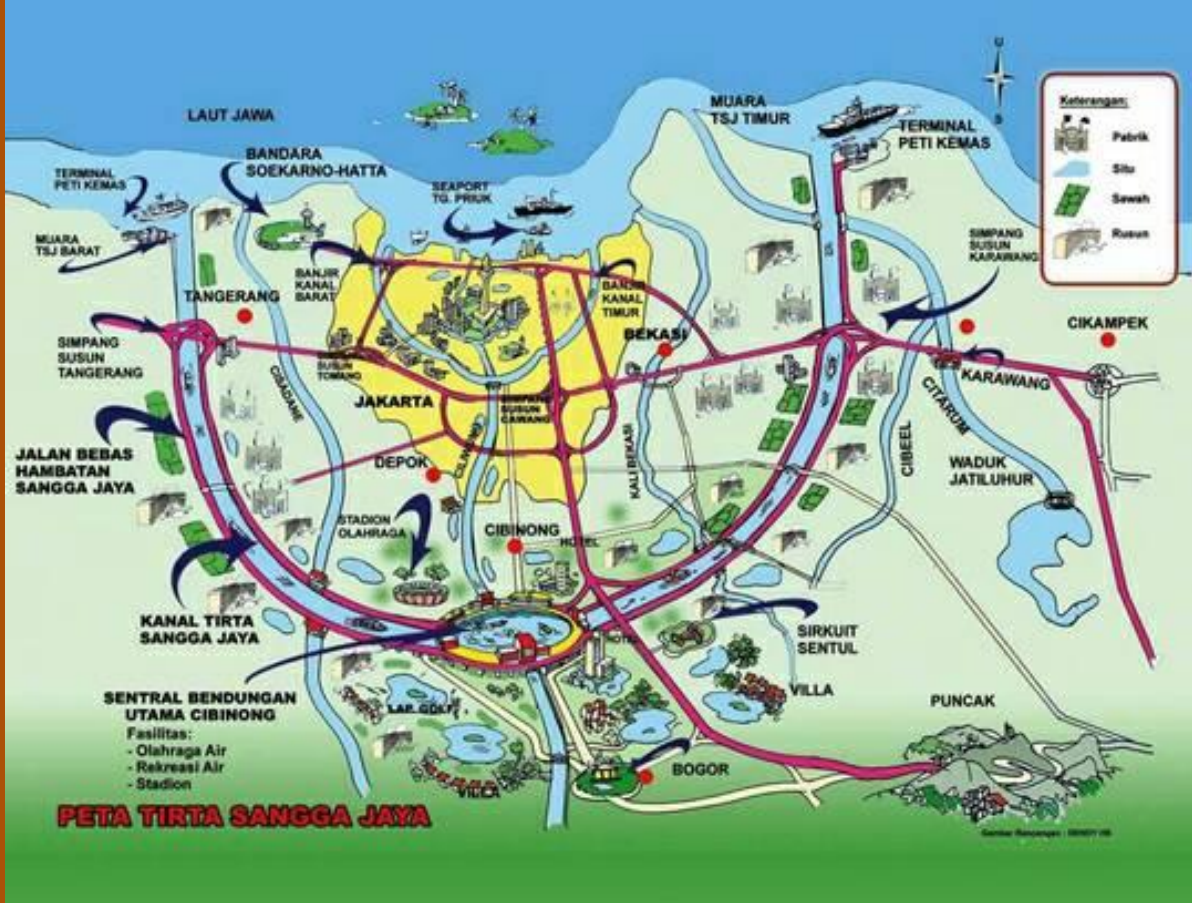 U
S
LAUT JAWA
MUARA
TSJ TIMUR
TERMINAL
PETI KEMAS
Keterangan:
Pabrik
Situ
Sawah
Rusun
BANDARA
SOEKARNO-HATTA
TERMINAL
PETI KEMAS
SEAPORT
TG. PRIUK
MUARA
TSJ BARAT
SIMPANG
SUSUN
KARAWANG
BANJIR
KANAL
BARAT
BANJIR
KANAL
TIMUR
TANGERANG
BEKASI
CIKAMPEK
SIMPANG
SUSUN
TANGERANG
SIMPANG
SUSUN
TOMANG
KARAWANG
CISADANE
JAKARTA
SIMPANG
SUSUN
CAWANG
CITARUM
JALAN BEBAS
HAMBATAN
SANGGA JAYA
DEPOK
CILIWUNG
KALI BEKASI
CIBEEL
WADUK
JATILUHUR
STADION
OLAHRAGA
CIBINONG
HOTEL
KANAL TIRTA
SANGGA JAYA
HOTEL
SIRKUIT
SENTUL
SENTRAL BENDUNGAN
UTAMA CIBINONG
Fasilitas:
- Olahraga Air
- Rekreasi Air
- Stadion
LAP. GOLF
VILLA
PUNCAK
VILLA
BOGOR
PETA TIRTA SANGGA JAYA
Gambar Rancangan :